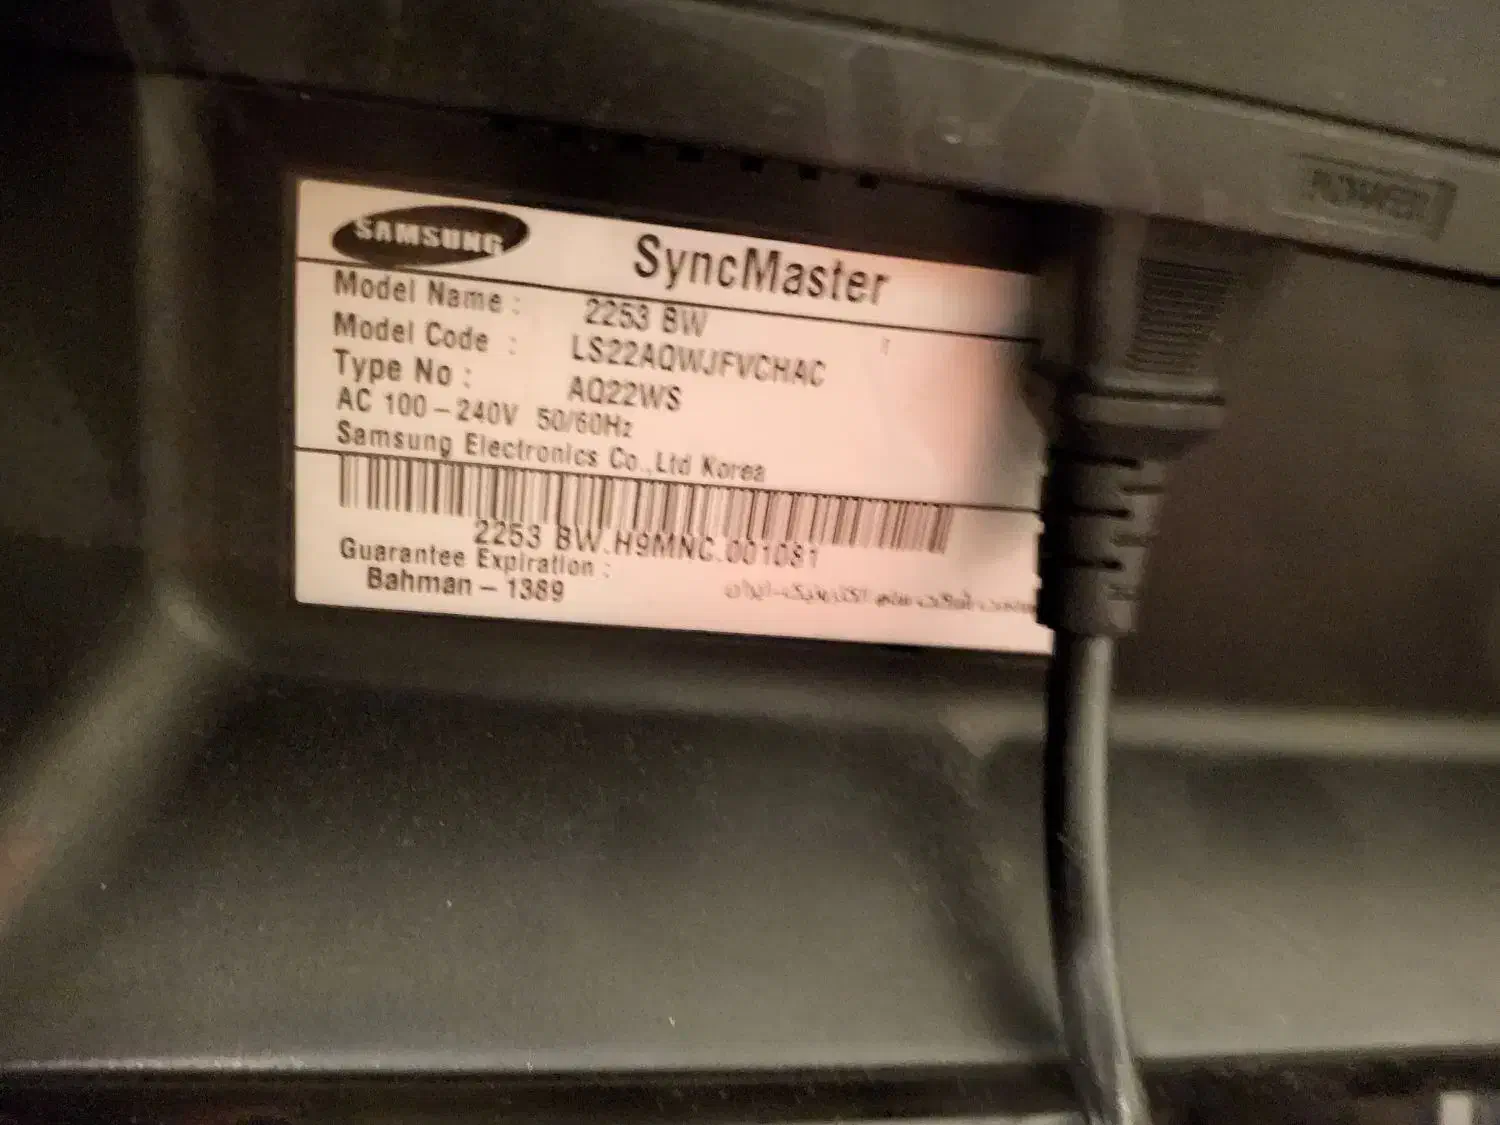 SAMSUNG SyncMaster
Model Name : 2253 BW
Model Code : LS22AQWJFVCHAC
Type No : AQ22WS
AC 100-240V 50/60Hz
Samsung Electronics Co.,Ltd Korea
2253 BW.H9MNC.001081
Guarantee Expiration :
Bahman - 1389
ایران
POWER